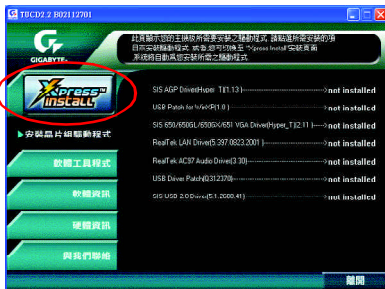 TUCD2.2 B02112701
GIGABYTE
此頁顯示您的主機板所需要安裝之驅動程式 請點選所需安裝的項
目來安裝驅動程式 或者,您可切換至 "Xpress Install"安裝頁面
系統將自動為您安裝所需之驅動程式
Xpress
INSTALL
安裝晶片組驅動程式
軟體工具程式
軟體資訊
硬體資訊
與我們聯絡
SIS AGP Driver(Hyper_T)(1.13 )---->not installed
USB Patch for WinXP(1.0 )---->not installed
SIS 650/650GL/650GX/651 VGA Driver(Hyper_T)(2.11 )---->not installed
RealTek LAN Driver(5.397.0823.2001 )---->not installed
RealTek AC97 Audio Driver(3.30)---->not installed
USB Driver Patch(Q312370)---->not installed
SIS USB 2.0 Driver(5.1.2600.41)---->not installed
離開